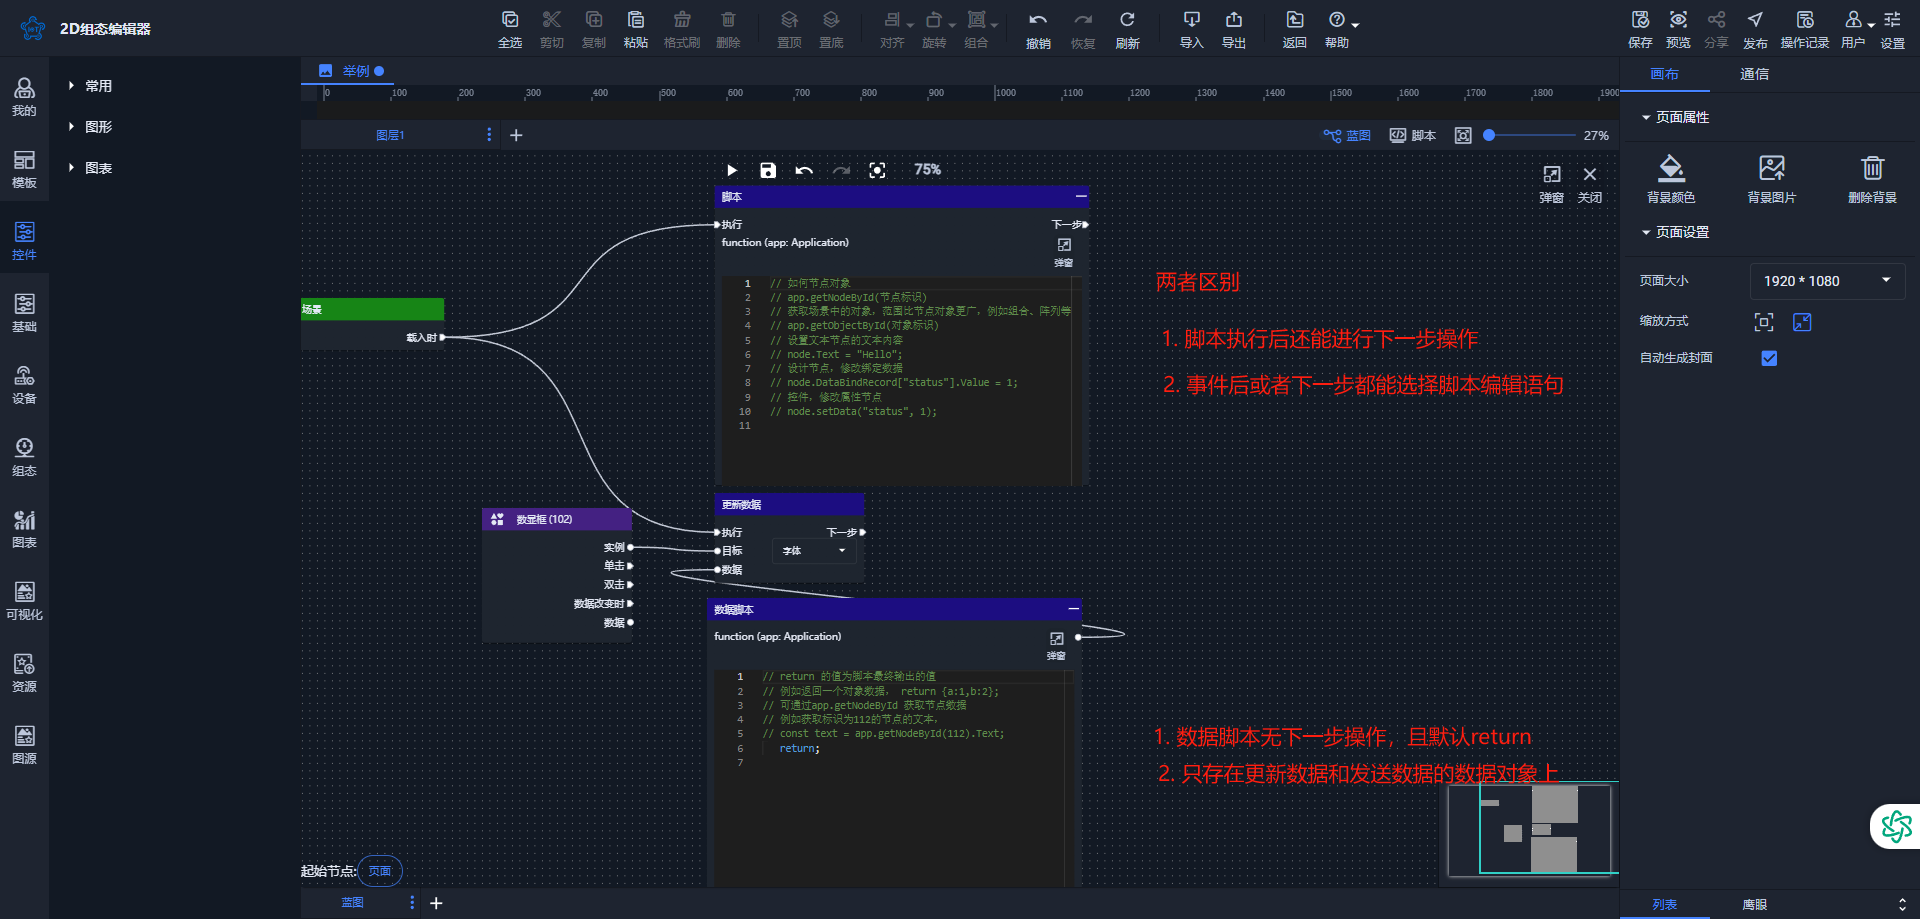 2D组态编辑器
全选 剪切 复制 粘贴 格式刷 删除 置顶 置底 对齐 旋转 组合 撤销 恢复 刷新 导入 导出 返回 帮助 保存 预览 分享 发布 操作记录 用户 设置
我的
模板
控件
基础
设备
组态
图表
可视化
资源
图源
常用
图形
图表
举例
0 100 200 300 400 500 600 700 800 900 1000 1100 1200 1300 1400 1500 1600 1700 1800 1900
图层1
蓝图 脚本 27%
75%
弹窗 关闭
场景
载入时
脚本
执行 下一步
function (app: Application)
弹窗
1 // 如何节点对象
2 // app.getNodeById(节点标识)
3 // 获取场景中的对象，范围比节点对象更广，例如组合、阵列等
4 // app.getObjectById(对象标识)
5 // 设置文本节点的文本内容
6 // node.Text = "Hello";
7 // 设计节点，修改绑定数据
8 // node.DataBindRecord["status"].Value = 1;
9 // 控件，修改属性节点
10 // node.setData("status", 1);
11
两者区别
1. 脚本执行后还能进行下一步操作
2. 事件后或者下一步都能选择脚本编辑语句
数显框 (102)
实例
单击
双击
数据改变时
数据
更新数据
执行 下一步
目标 字体
数据
数据脚本
function (app: Application)
弹窗
1 // return 的值为脚本最终输出的值
2 // 例如返回一个对象数据， return {a:1,b:2};
3 // 可通过app.getNodeById 获取节点数据
4 // 例如获取标识为112的节点的文本，
5 // const text = app.getNodeById(112).Text;
6 return;
7
1. 数据脚本无下一步操作，且默认return
2. 只存在更新数据和发送数据的数据对象上
起始节点: 页面
蓝图
画布 通信
页面属性
背景颜色 背景图片 删除背景
页面设置
页面大小 1920 * 1080
缩放方式
自动生成封面
列表 鹰眼